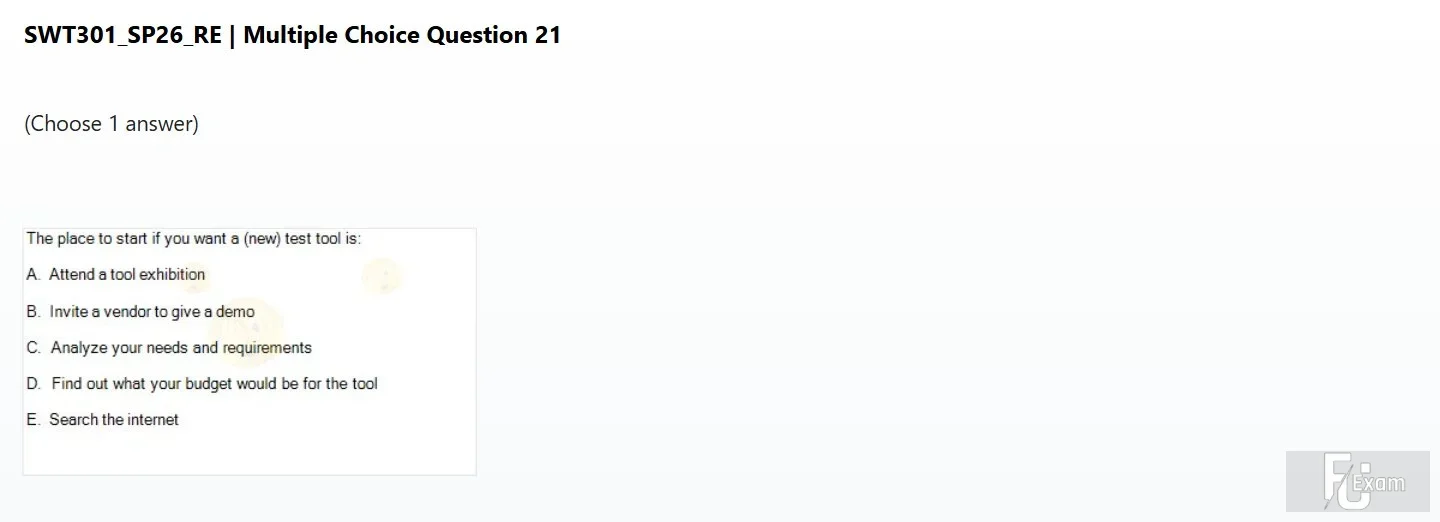 SWT301_SP26_RE | Multiple Choice Question 21
(Choose 1 answer)
The place to start if you want a (new) test tool is:
A. Attend a tool exhibition
B. Invite a vendor to give a demo
C. Analyze your needs and requirements
D. Find out what your budget would be for the tool
E. Search the internet
FU Exam